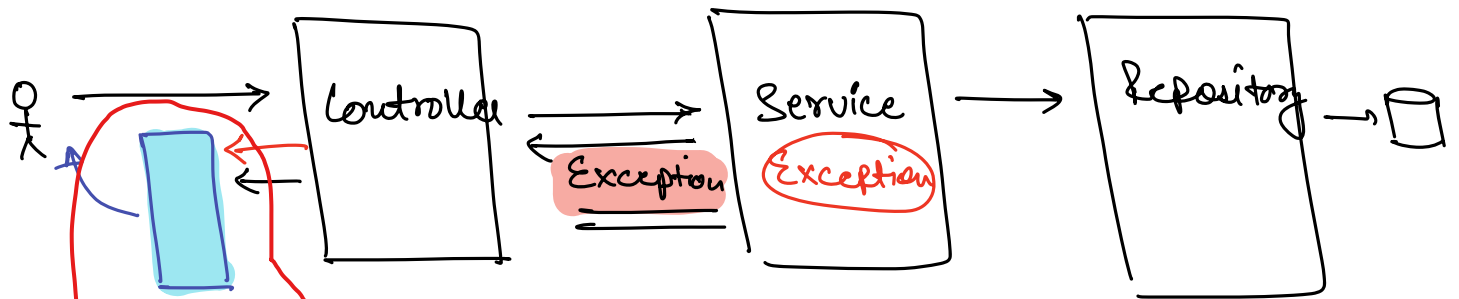 Controller
Service
Repository
Exception
Exception